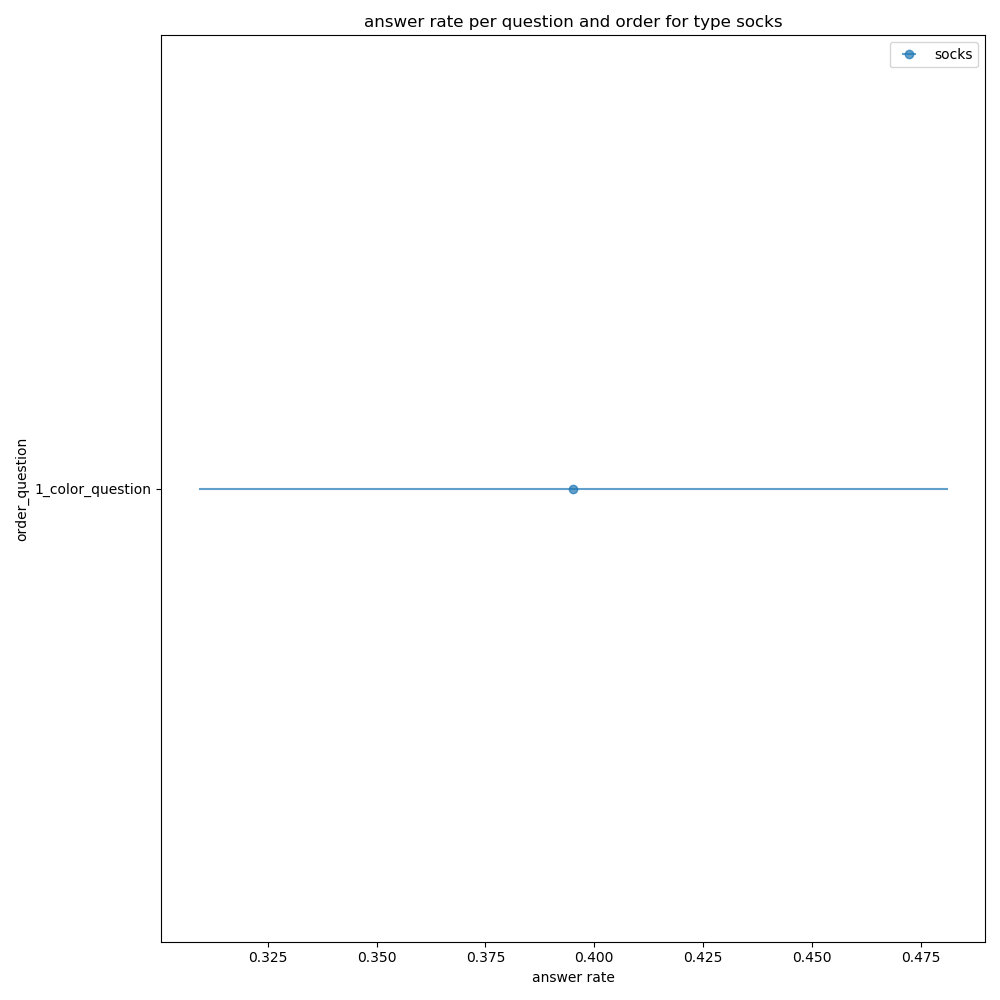 answer rate per question and order for type socks
socks
order_question
1_color_question
0.325 0.350 0.375 0.400 0.425 0.450 0.475
answer rate